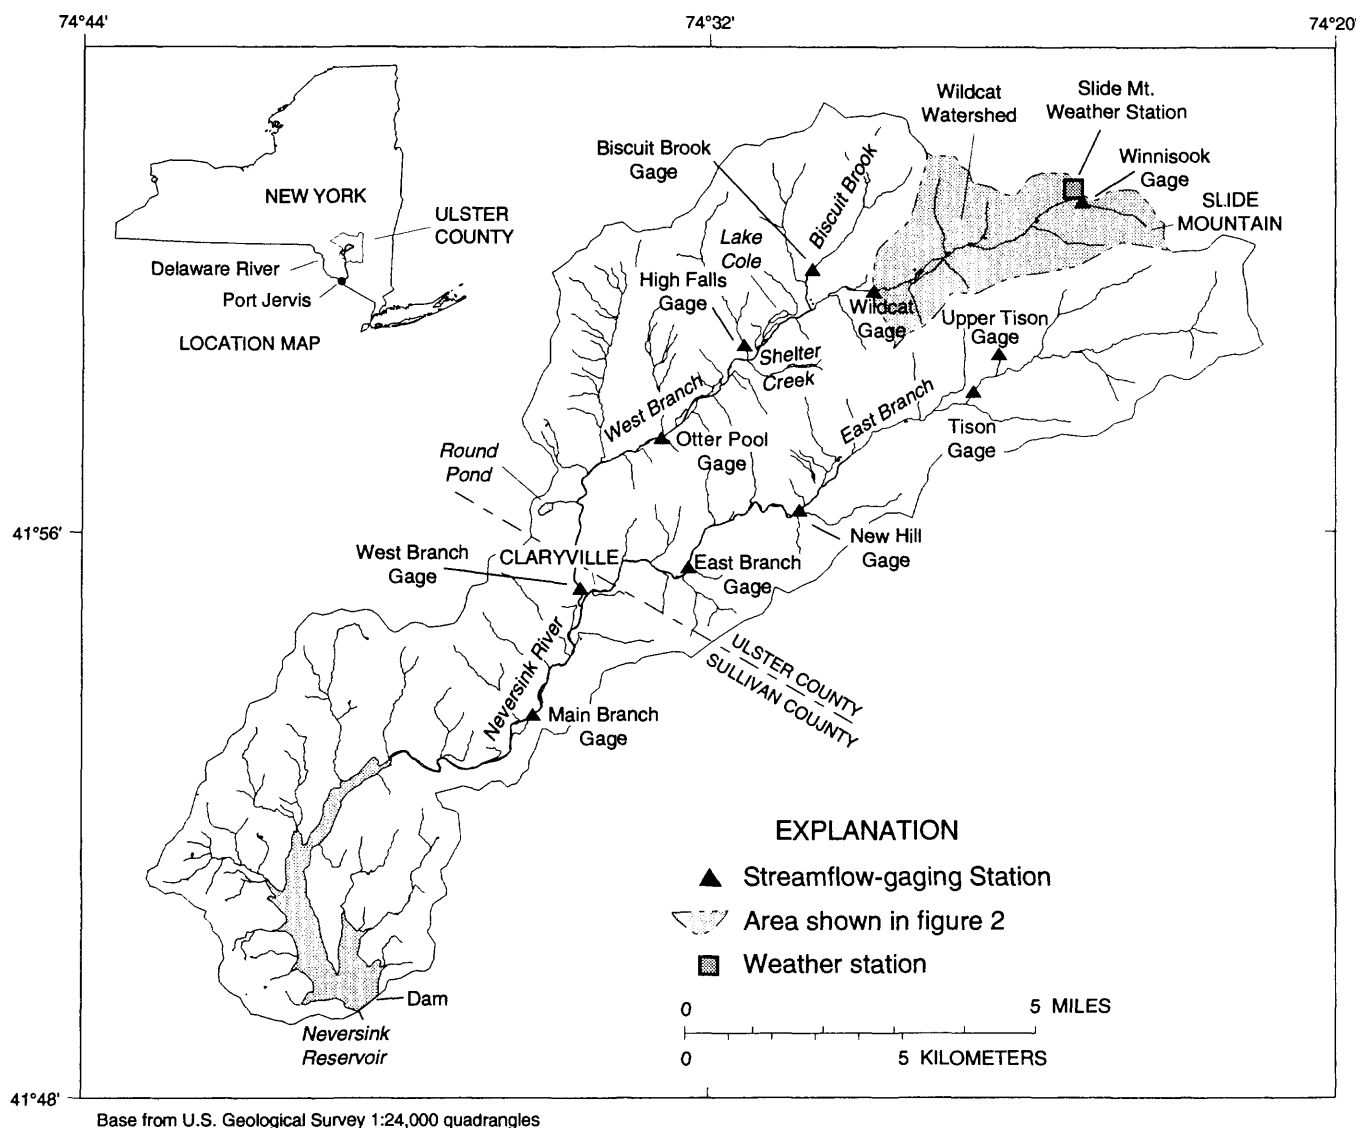 74°44'
74°32'
74°20'
Wildcat
Watershed
Slide Mt.
Weather Station
Biscuit Brook
Gage
Winnisook
Gage
SLIDE
MOUNTAIN
NEW YORK
ULSTER
COUNTY
Delaware River
Port Jervis
LOCATION MAP
Biscuit Brook
Lake
Cole
High Falls
Gage
Wildcat
Gage
Upper Tison
Gage
Shelter
Creek
West Branch
East Branch
Otter Pool
Gage
Tison
Gage
Round
Pond
41°56'
New Hill
Gage
West Branch
Gage
CLARYVILLE
East Branch
Gage
Neversink River
ULSTER COUNTY
SULLIVAN COUJNTY
Main Branch
Gage
EXPLANATION
Streamflow-gaging Station
Area shown in figure 2
Weather station
Dam
Neversink
Reservoir
0 5 MILES
0 5 KILOMETERS
41°48'
Base from U.S. Geological Survey 1:24,000 quadrangles